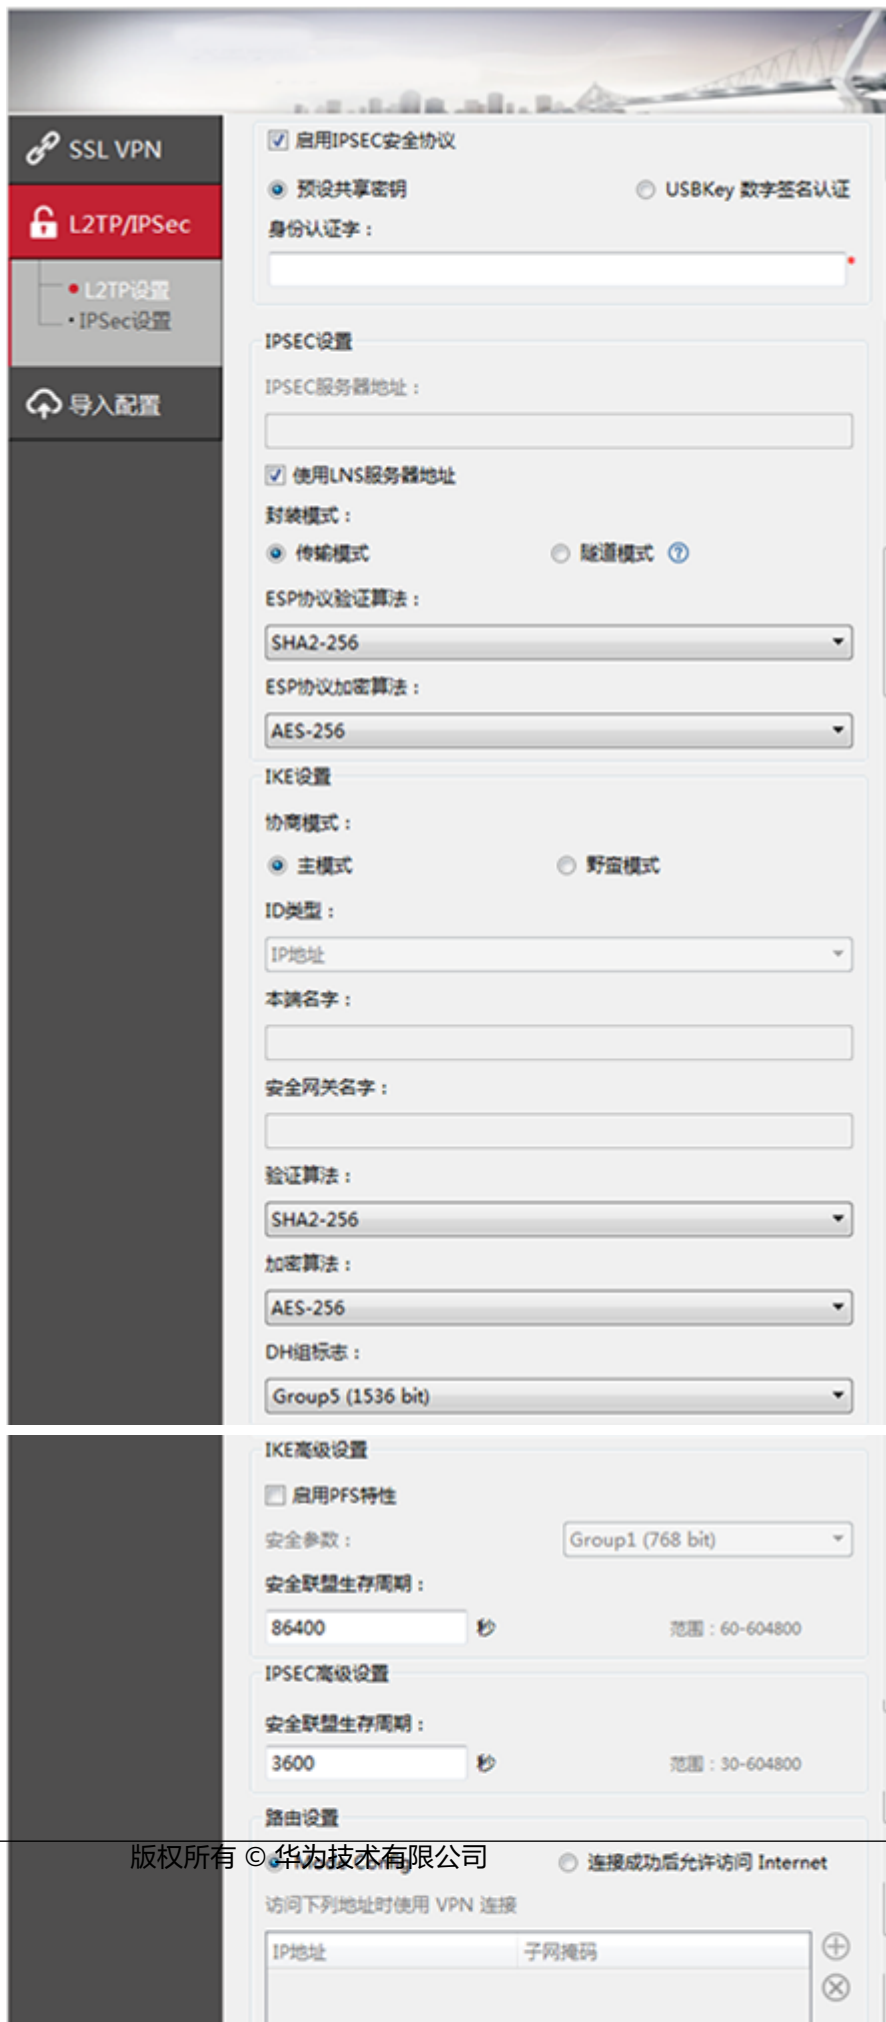 SSL VPN
L2TP/IPSec
L2TP设置
IPSec设置
导入配置
启用IPSEC安全协议
预设共享密钥
USBKey 数字签名认证
身份认证字：
*
IPSEC设置
IPSEC服务器地址：
使用LNS服务器地址
封装模式：
传输模式
隧道模式 ?
ESP协议验证算法：
SHA2-256
ESP协议加密算法：
AES-256
IKE设置
协商模式：
主模式
野蛮模式
ID类型：
IP地址
本端名字：
安全网关名字：
验证算法：
SHA2-256
加密算法：
AES-256
DH组标志：
Group5 (1536 bit)
IKE高级设置
启用PFS特性
安全参数：
Group1 (768 bit)
安全联盟生存周期：
86400 秒 范围：60-604800
IPSEC高级设置
安全联盟生存周期：
3600 秒 范围：30-604800
路由设置
版权所有 © 华为技术有限公司
Mode Config
连接成功后允许访问 Internet
访问下列地址时使用 VPN 连接
IP地址
子网掩码